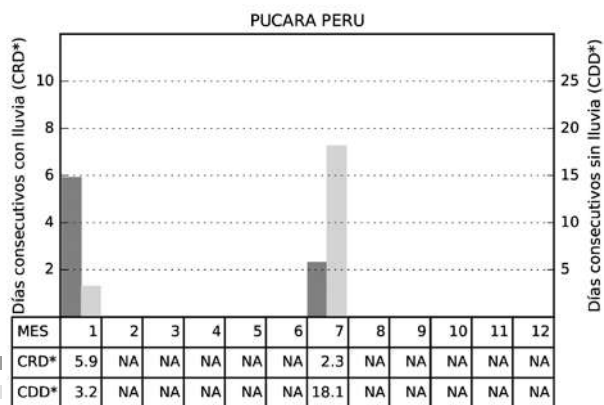 PUCARA PERU
Días consecutivos con lluvia (CRD*)
10
8
6
4
2
25
20
15
10
5
Días consecutivos sin lluvia (CDD*)
MES 1 2 3 4 5 6 7 8 9 10 11 12
CRD* 5.9 NA NA NA NA NA 2.3 NA NA NA NA NA
CDD* 3.2 NA NA NA NA NA 18.1 NA NA NA NA NA